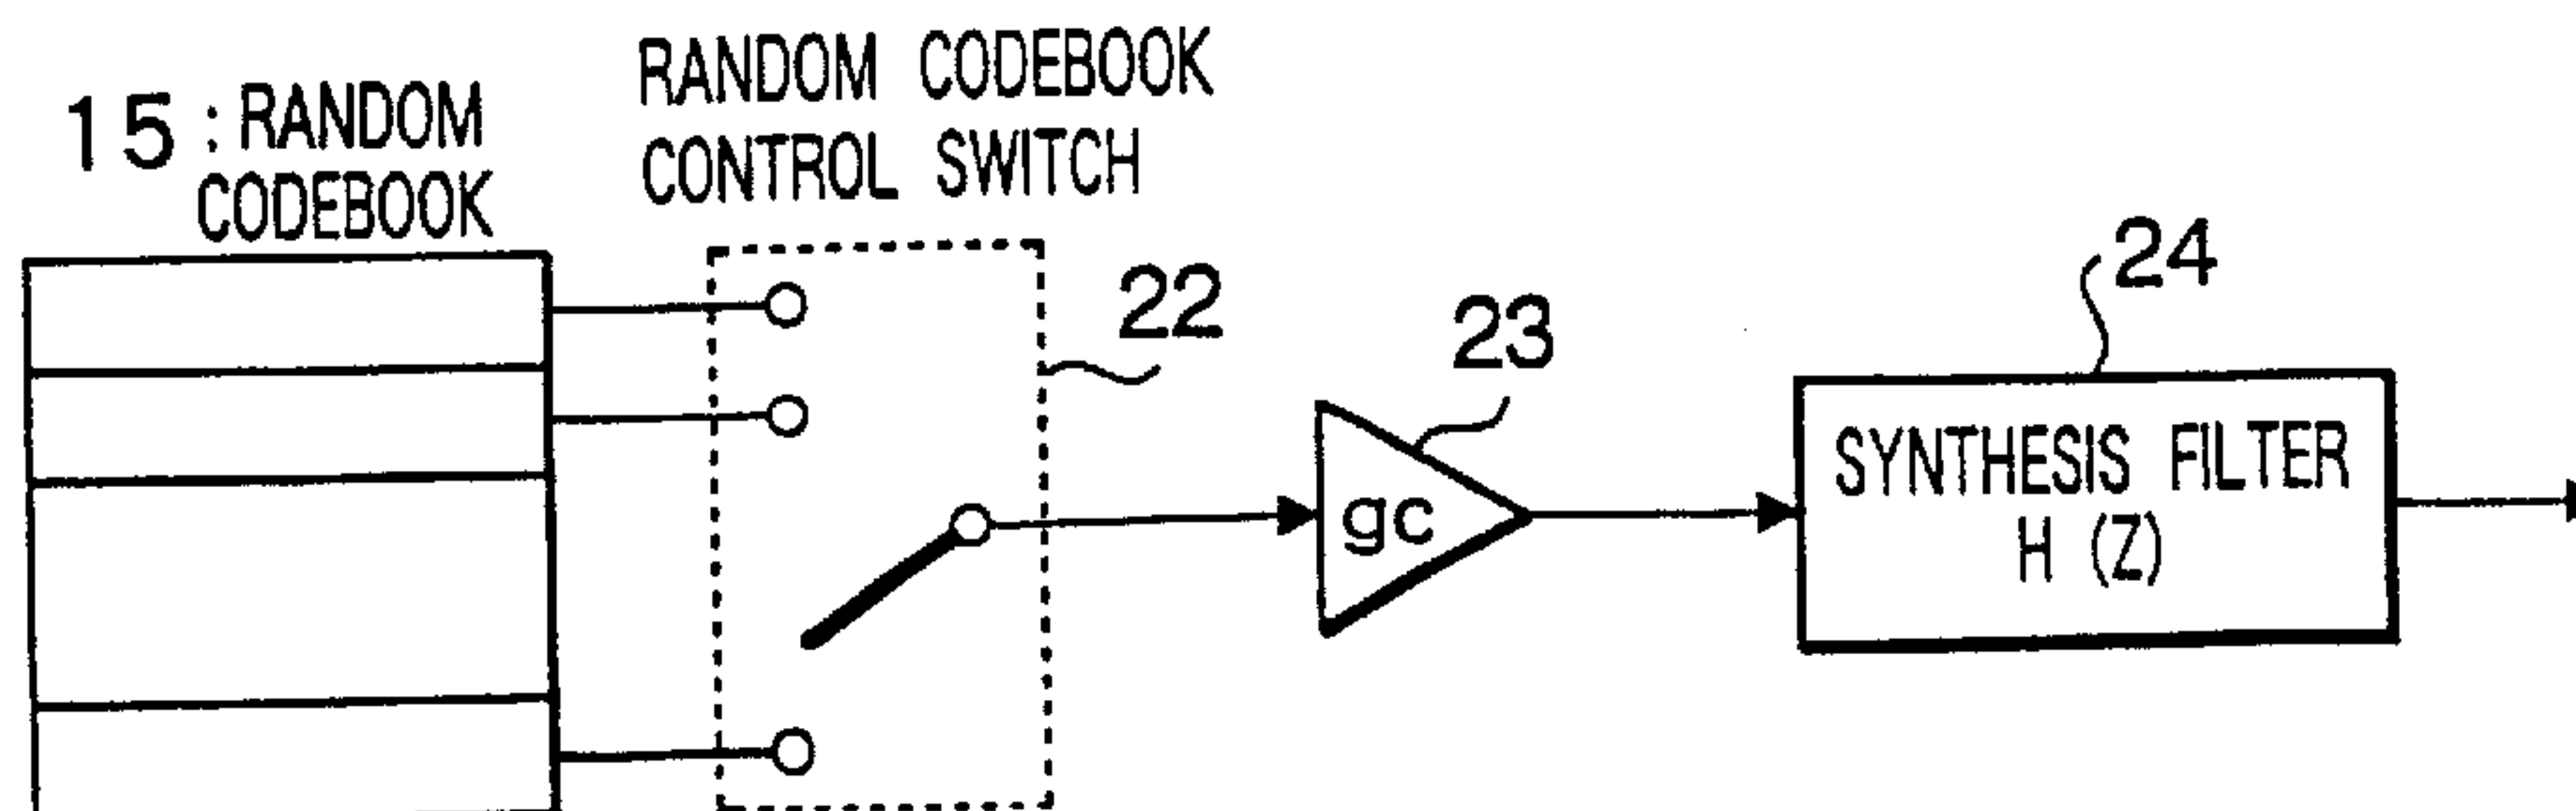 15 : RANDOM
CODEBOOK
RANDOM CODEBOOK
CONTROL SWITCH
22
23
24
gc
SYNTHESIS FILTER
H (Z)